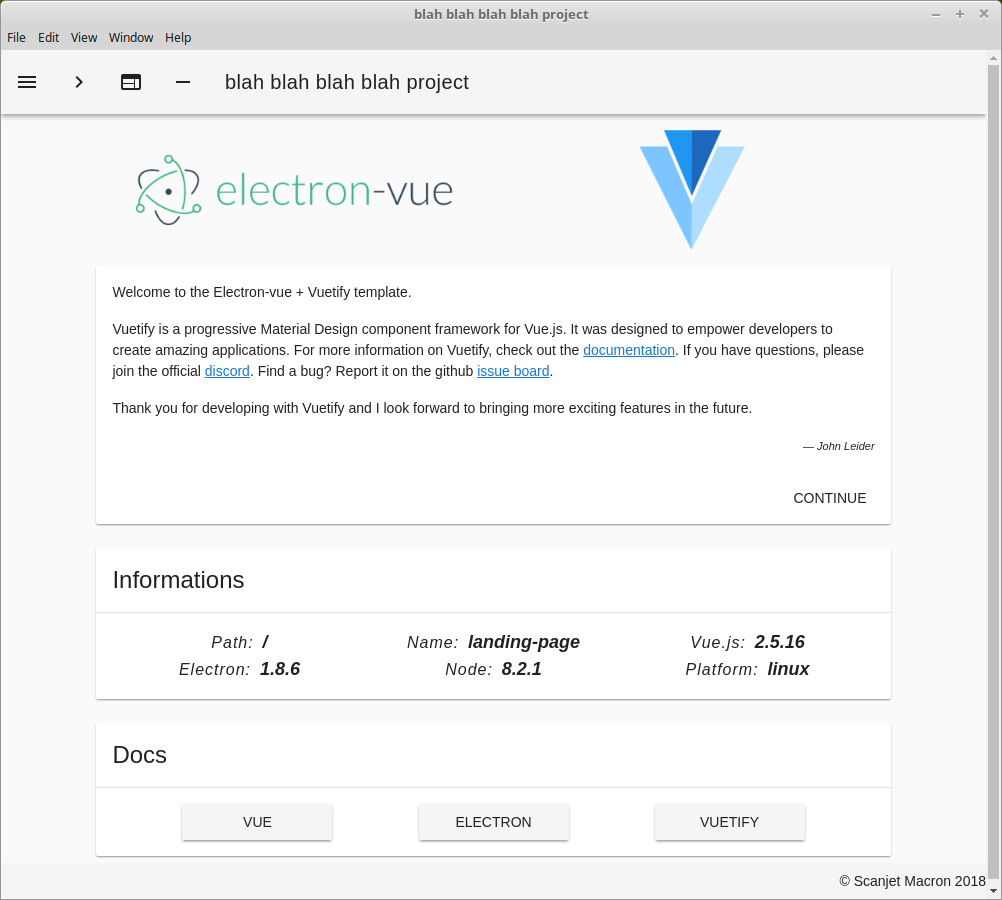 blah blah blah blah project
File Edit View Window Help
blah blah blah blah project
electron-vue
Welcome to the Electron-vue + Vuetify template.
Vuetify is a progressive Material Design component framework for Vue.js. It was designed to empower developers to
create amazing applications. For more information on Vuetify, check out the documentation. If you have questions, please
join the official discord. Find a bug? Report it on the github issue board.
Thank you for developing with Vuetify and I look forward to bringing more exciting features in the future.
— John Leider
CONTINUE
Informations
Path: / Name: landing-page Vue.js: 2.5.16
Electron: 1.8.6 Node: 8.2.1 Platform: linux
Docs
VUE ELECTRON VUETIFY
© Scanjet Macron 2018